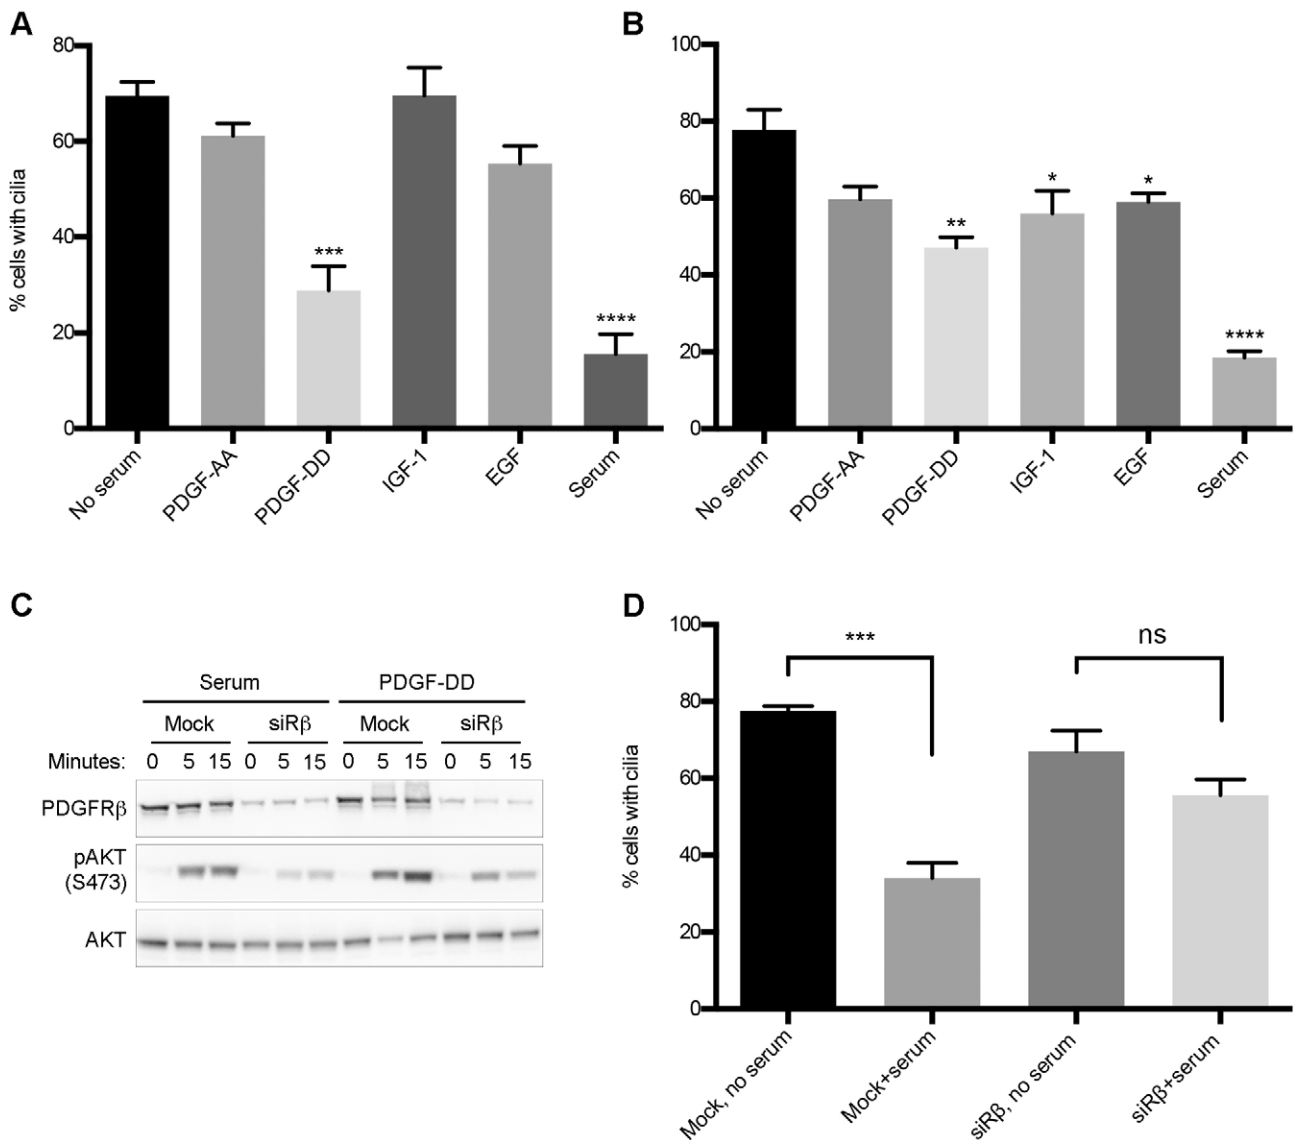 A
% cells with cilia
80
60
40
20
0
***
****
No serum
PDGF-AA
PDGF-DD
IGF-1
EGF
Serum
B
100
80
60
40
20
0
**
*
*
****
No serum
PDGF-AA
PDGF-DD
IGF-1
EGF
Serum
C
Serum PDGF-DD
Mock siRβ Mock siRβ
Minutes: 0 5 15 0 5 15 0 5 15 0 5 15
PDGFRβ
pAKT
(S473)
AKT
D
% cells with cilia
100
80
60
40
20
0
***
ns
Mock, no serum
Mock+serum
siRβ, no serum
siRβ+serum